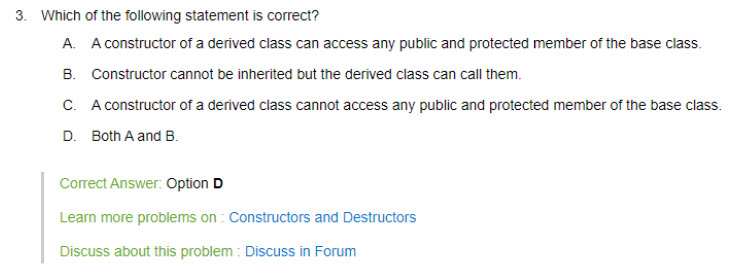 3. Which of the following statement is correct?
A. A constructor of a derived class can access any public and protected member of the base class.
B. Constructor cannot be inherited but the derived class can call them.
C. A constructor of a derived class cannot access any public and protected member of the base class.
D. Both A and B.
Correct Answer: Option D
Learn more problems on : Constructors and Destructors
Discuss about this problem : Discuss in Forum